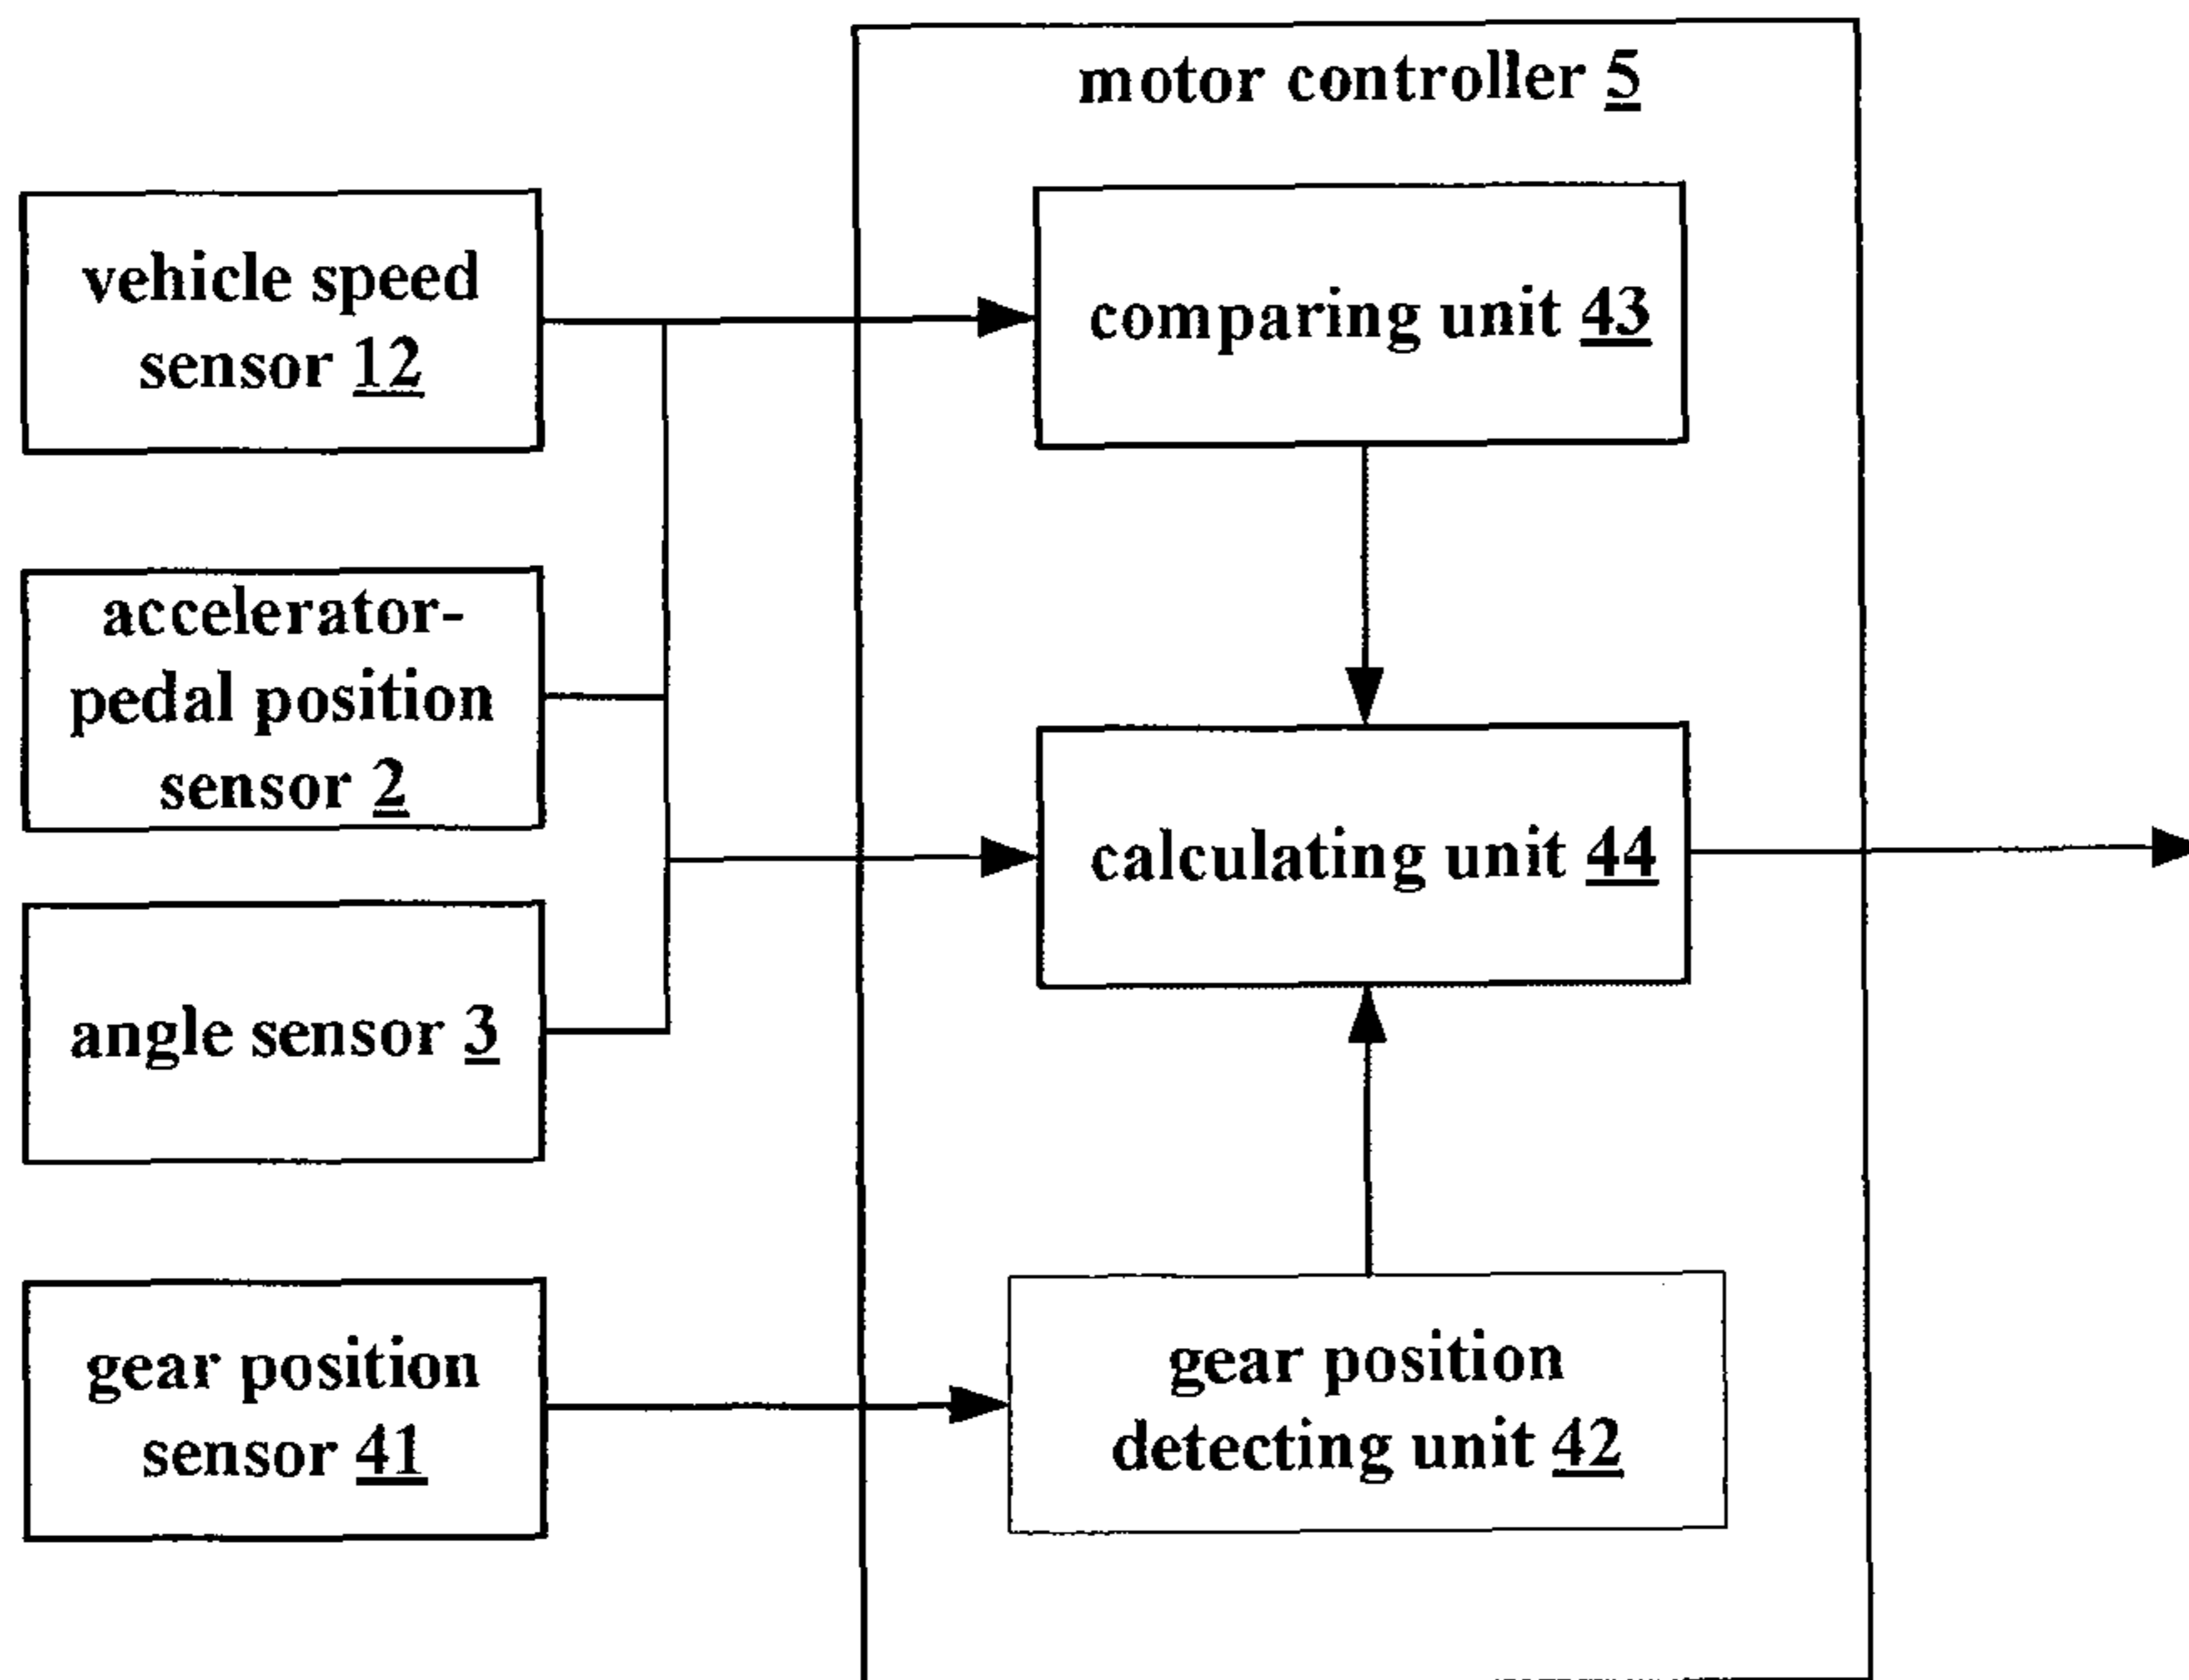 motor controller 5
vehicle speed
sensor 12
comparing unit 43
accelerator-
pedal position
sensor 2
calculating unit 44
angle sensor 3
gear position
sensor 41
gear position
detecting unit 42